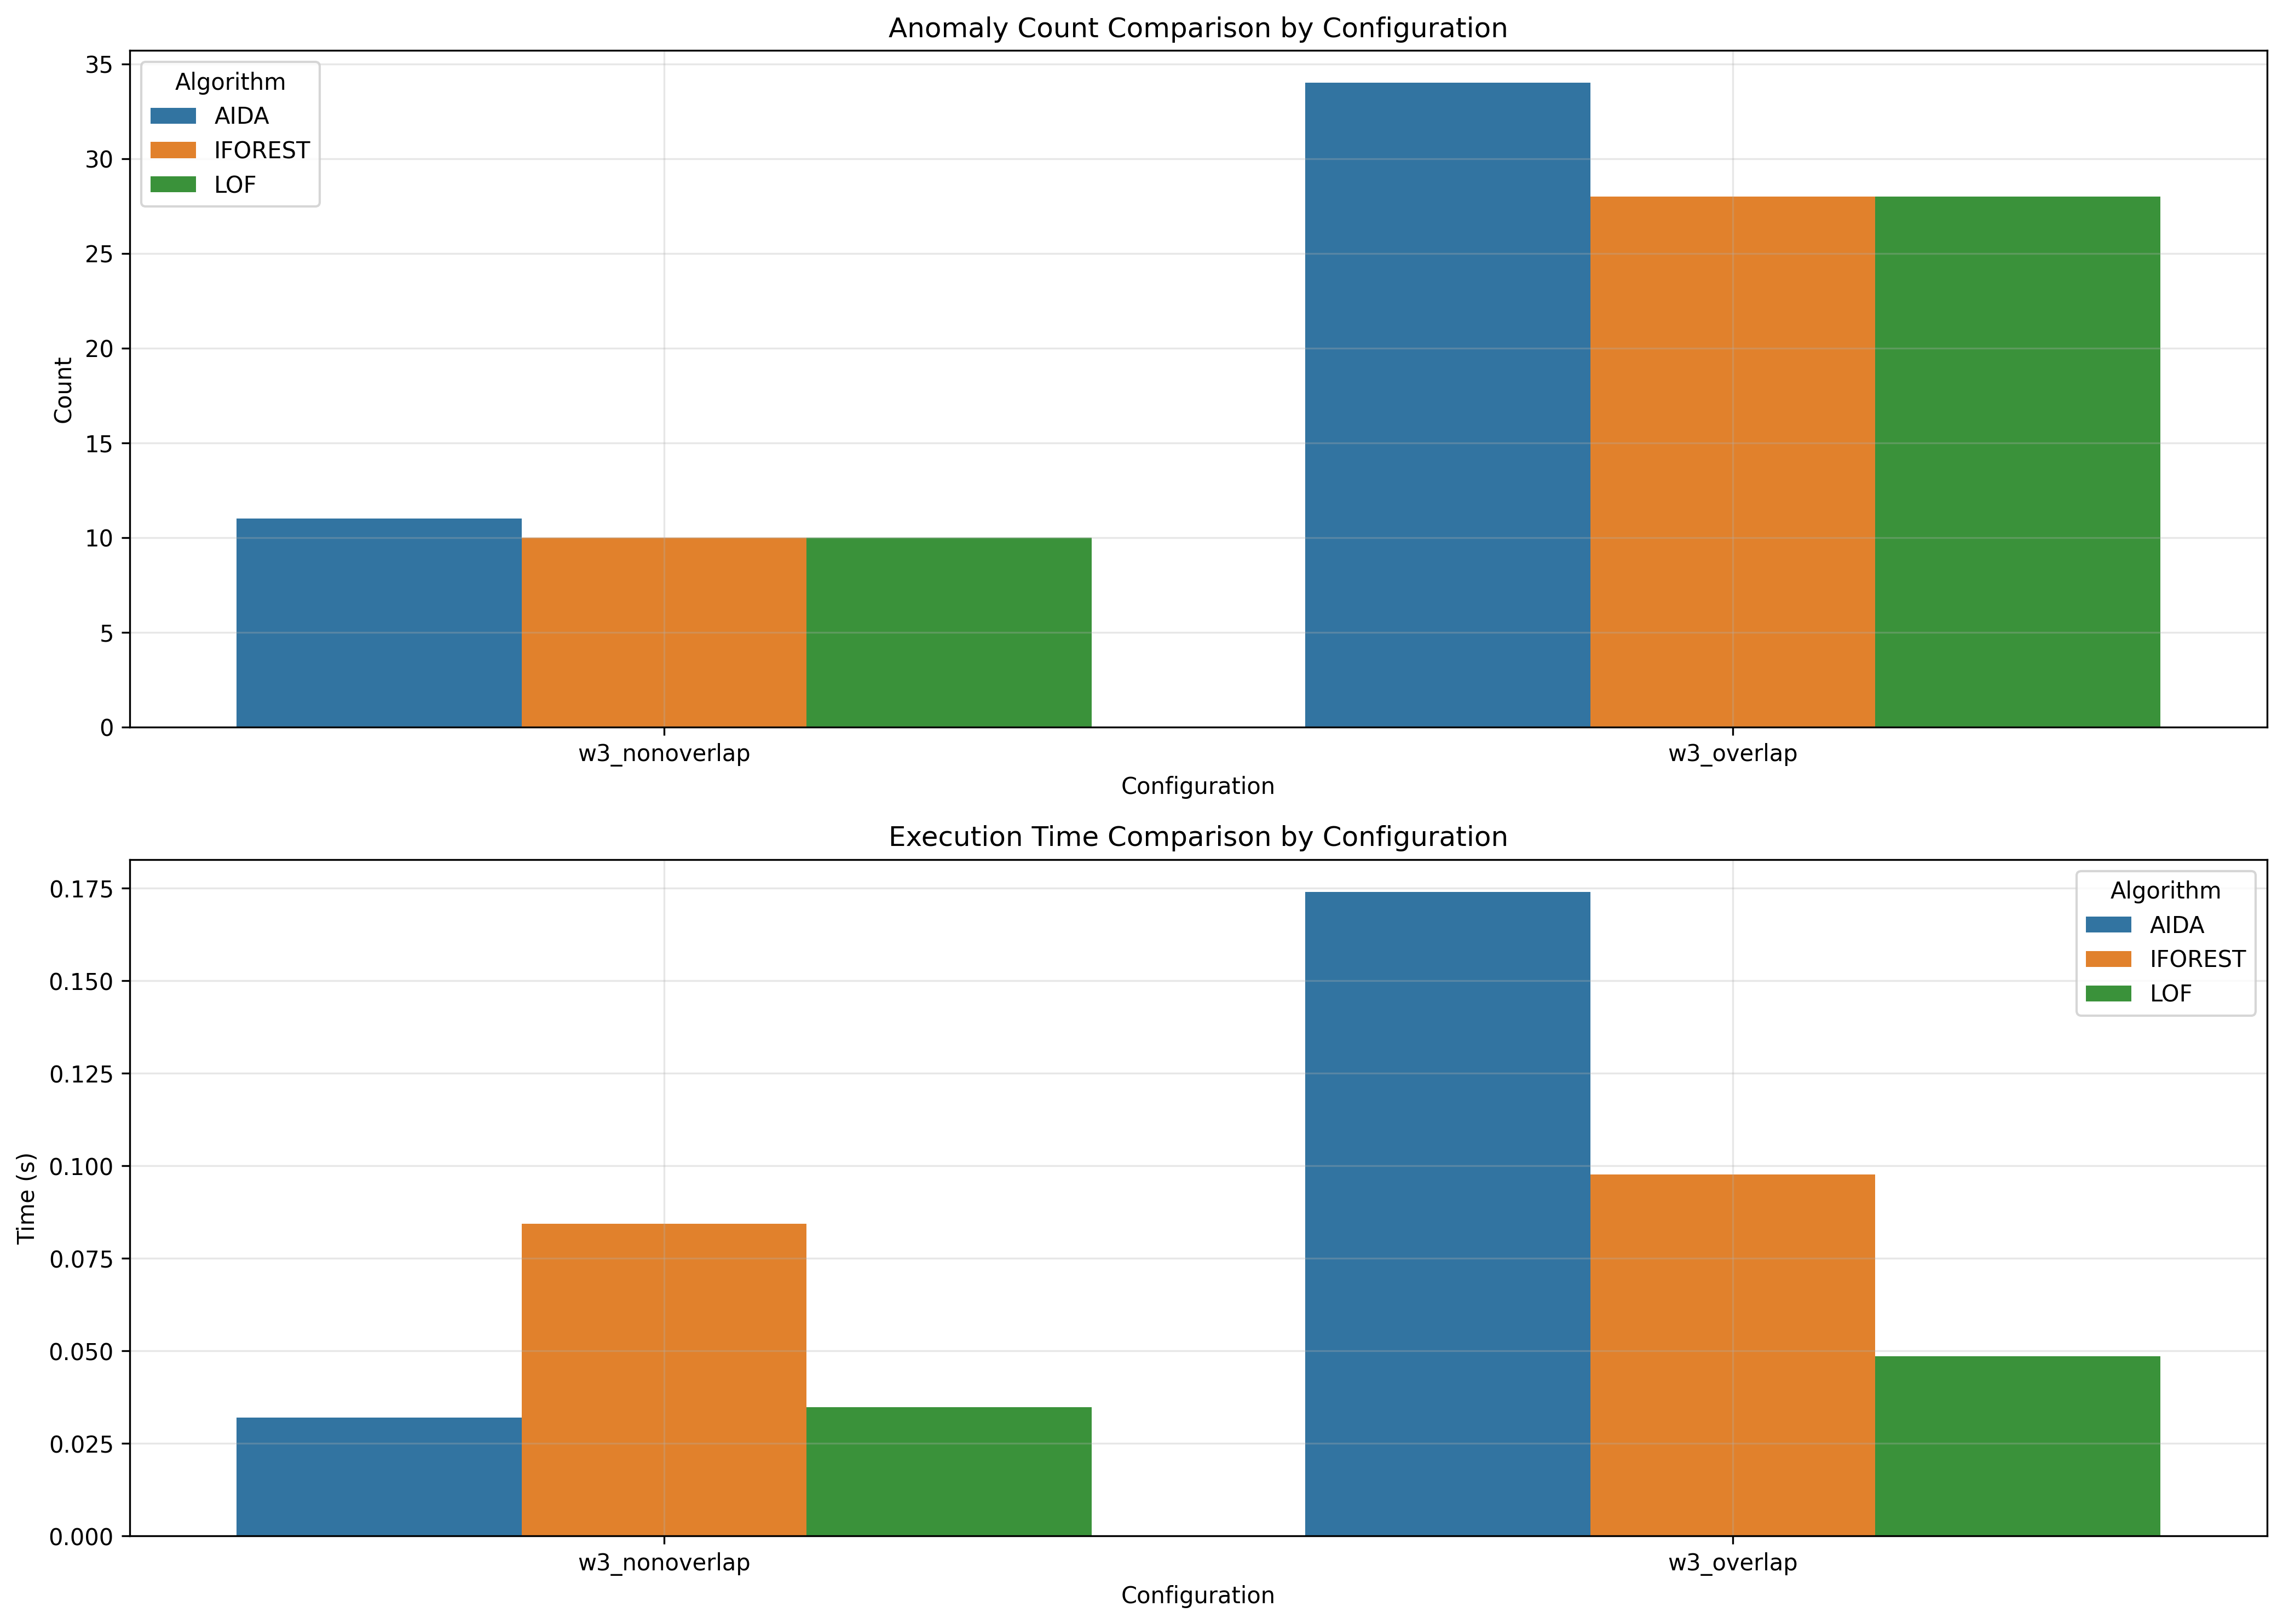 Anomaly Count Comparison by Configuration
Algorithm
AIDA
IFOREST
LOF
35
30
25
20
15
10
5
0
Count
w3_nonoverlap
w3_overlap
Configuration
Execution Time Comparison by Configuration
Algorithm
AIDA
IFOREST
LOF
0.175
0.150
0.125
0.100
0.075
0.050
0.025
0.000
Time (s)
w3_nonoverlap
w3_overlap
Configuration